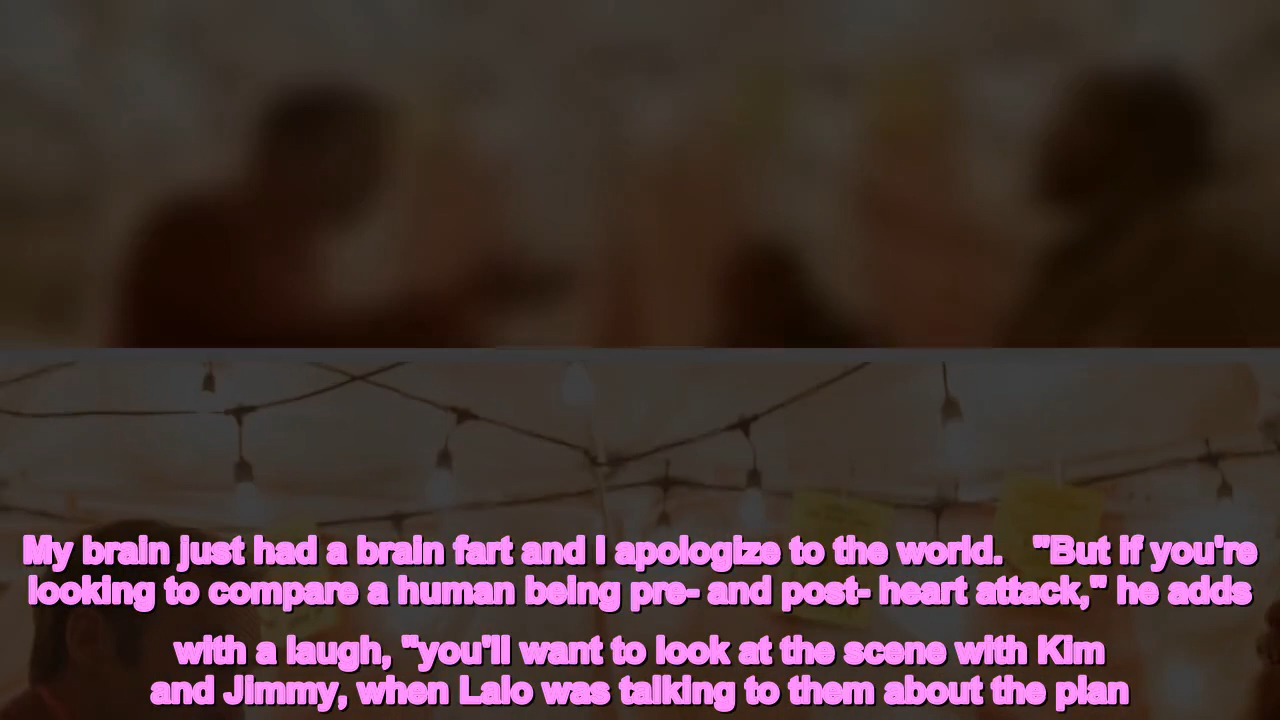 My brain just had a brain fart and I apologize to the world.   "But if you're
looking to compare a human being pre- and post- heart attack," he adds
with a laugh, "you'll want to look at the scene with Kim
and Jimmy, when Lalo was talking to them about the plan